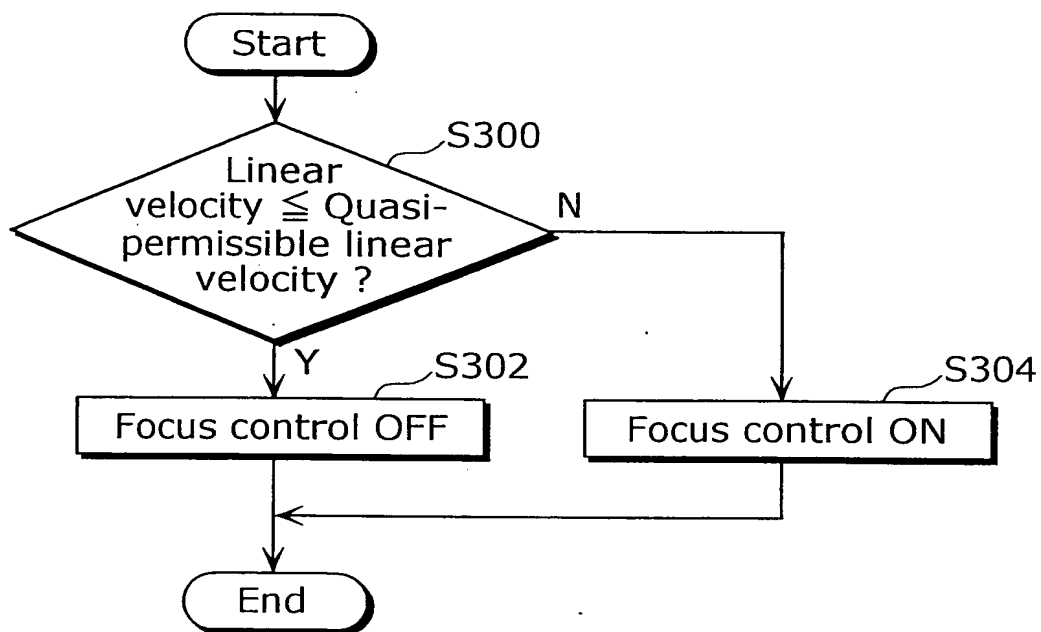 Start
S300
Linear
velocity ≦ Quasi-
permissible linear
velocity ?
N
Y
S302
S304
Focus control OFF
Focus control ON
End